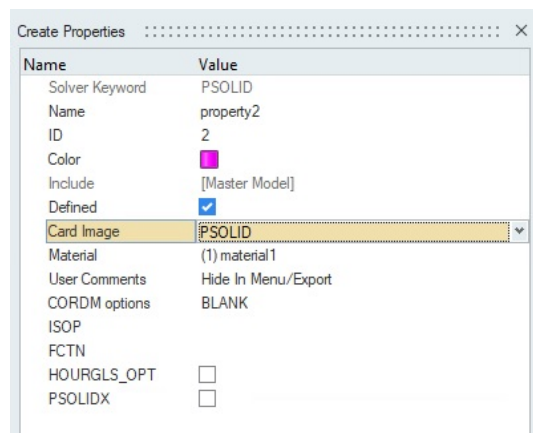 Create Properties
Name Value
Solver Keyword PSOLID
Name property2
ID 2
Color
Include [Master Model]
Defined
Card Image PSOLID
Material (1) material1
User Comments Hide In Menu/Export
CORDM options BLANK
ISOP
FCTN
HOURGLS_OPT
PSOLIDX